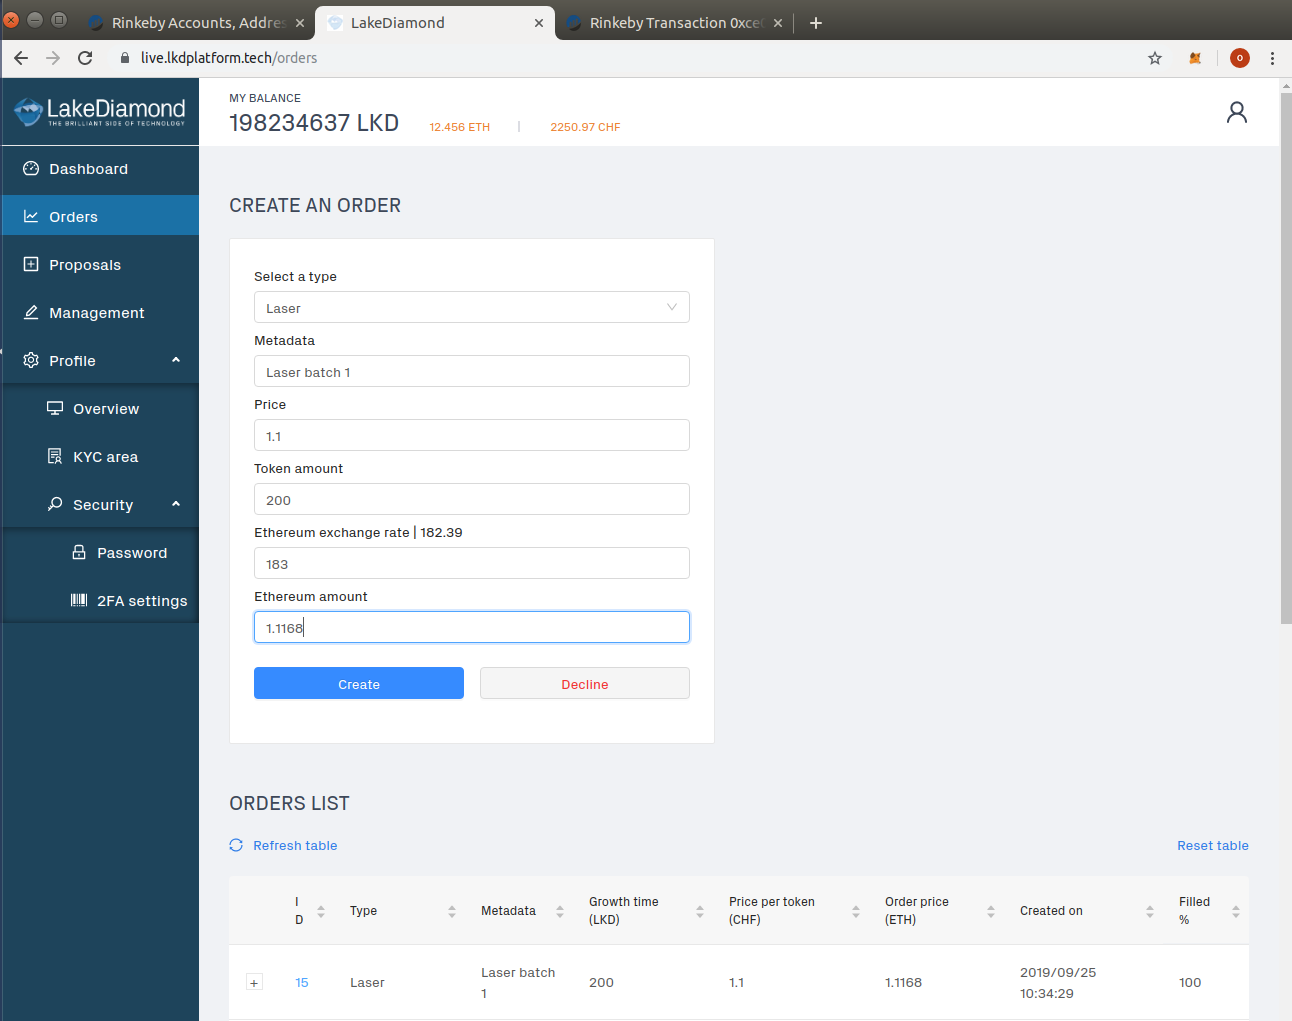 Rinkeby Accounts, Addres
LakeDiamond
Rinkeby Transaction 0xce
live.lkdplatform.tech/orders
O
LakeDiamond
THE BRILLIANT SIDE OF TECHNOLOGY
MY BALANCE
198234637 LKD
12.456 ETH | 2250.97 CHF
Dashboard
Orders
Proposals
Management
Profile
Overview
KYC area
Security
Password
2FA settings
CREATE AN ORDER
Select a type
Laser
Metadata
Laser batch 1
Price
1.1
Token amount
200
Ethereum exchange rate | 182.39
183
Ethereum amount
1.1168
Create
Decline
ORDERS LIST
Refresh table
Reset table
ID
Type
Metadata
Growth time
(LKD)
Price per token
(CHF)
Order price
(ETH)
Created on
Filled
%
+
15
Laser
Laser batch
1
200
1.1
1.1168
2019/09/25
10:34:29
100